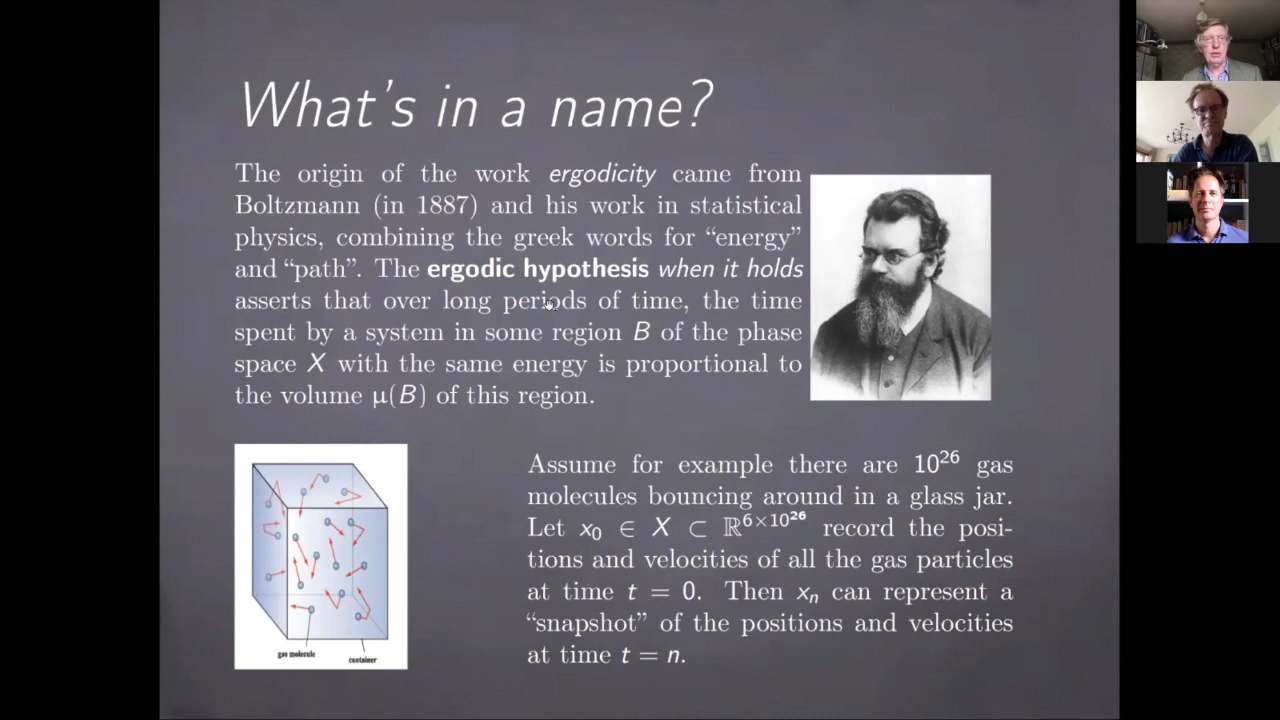 What's in a name?
The origin of the work ergodicity came from
Boltzmann (in 1887) and his work in statistical
physics, combining the greek words for “energy”
and “path”. The ergodic hypothesis when it holds
asserts that over long periods of time, the time
spent by a system in some region B of the phase
space X with the same energy is proportional to
the volume μ(B) of this region.
Assume for example there are 10²⁶ gas
molecules bouncing around in a glass jar.
Let x₀ ∈ X ⊂ ℝ⁶ˣ¹⁰^²⁶ record the posi-
tions and velocities of all the gas particles
at time t = 0. Then xₙ can represent a
“snapshot” of the positions and velocities
at time t = n.
gas molecule
container